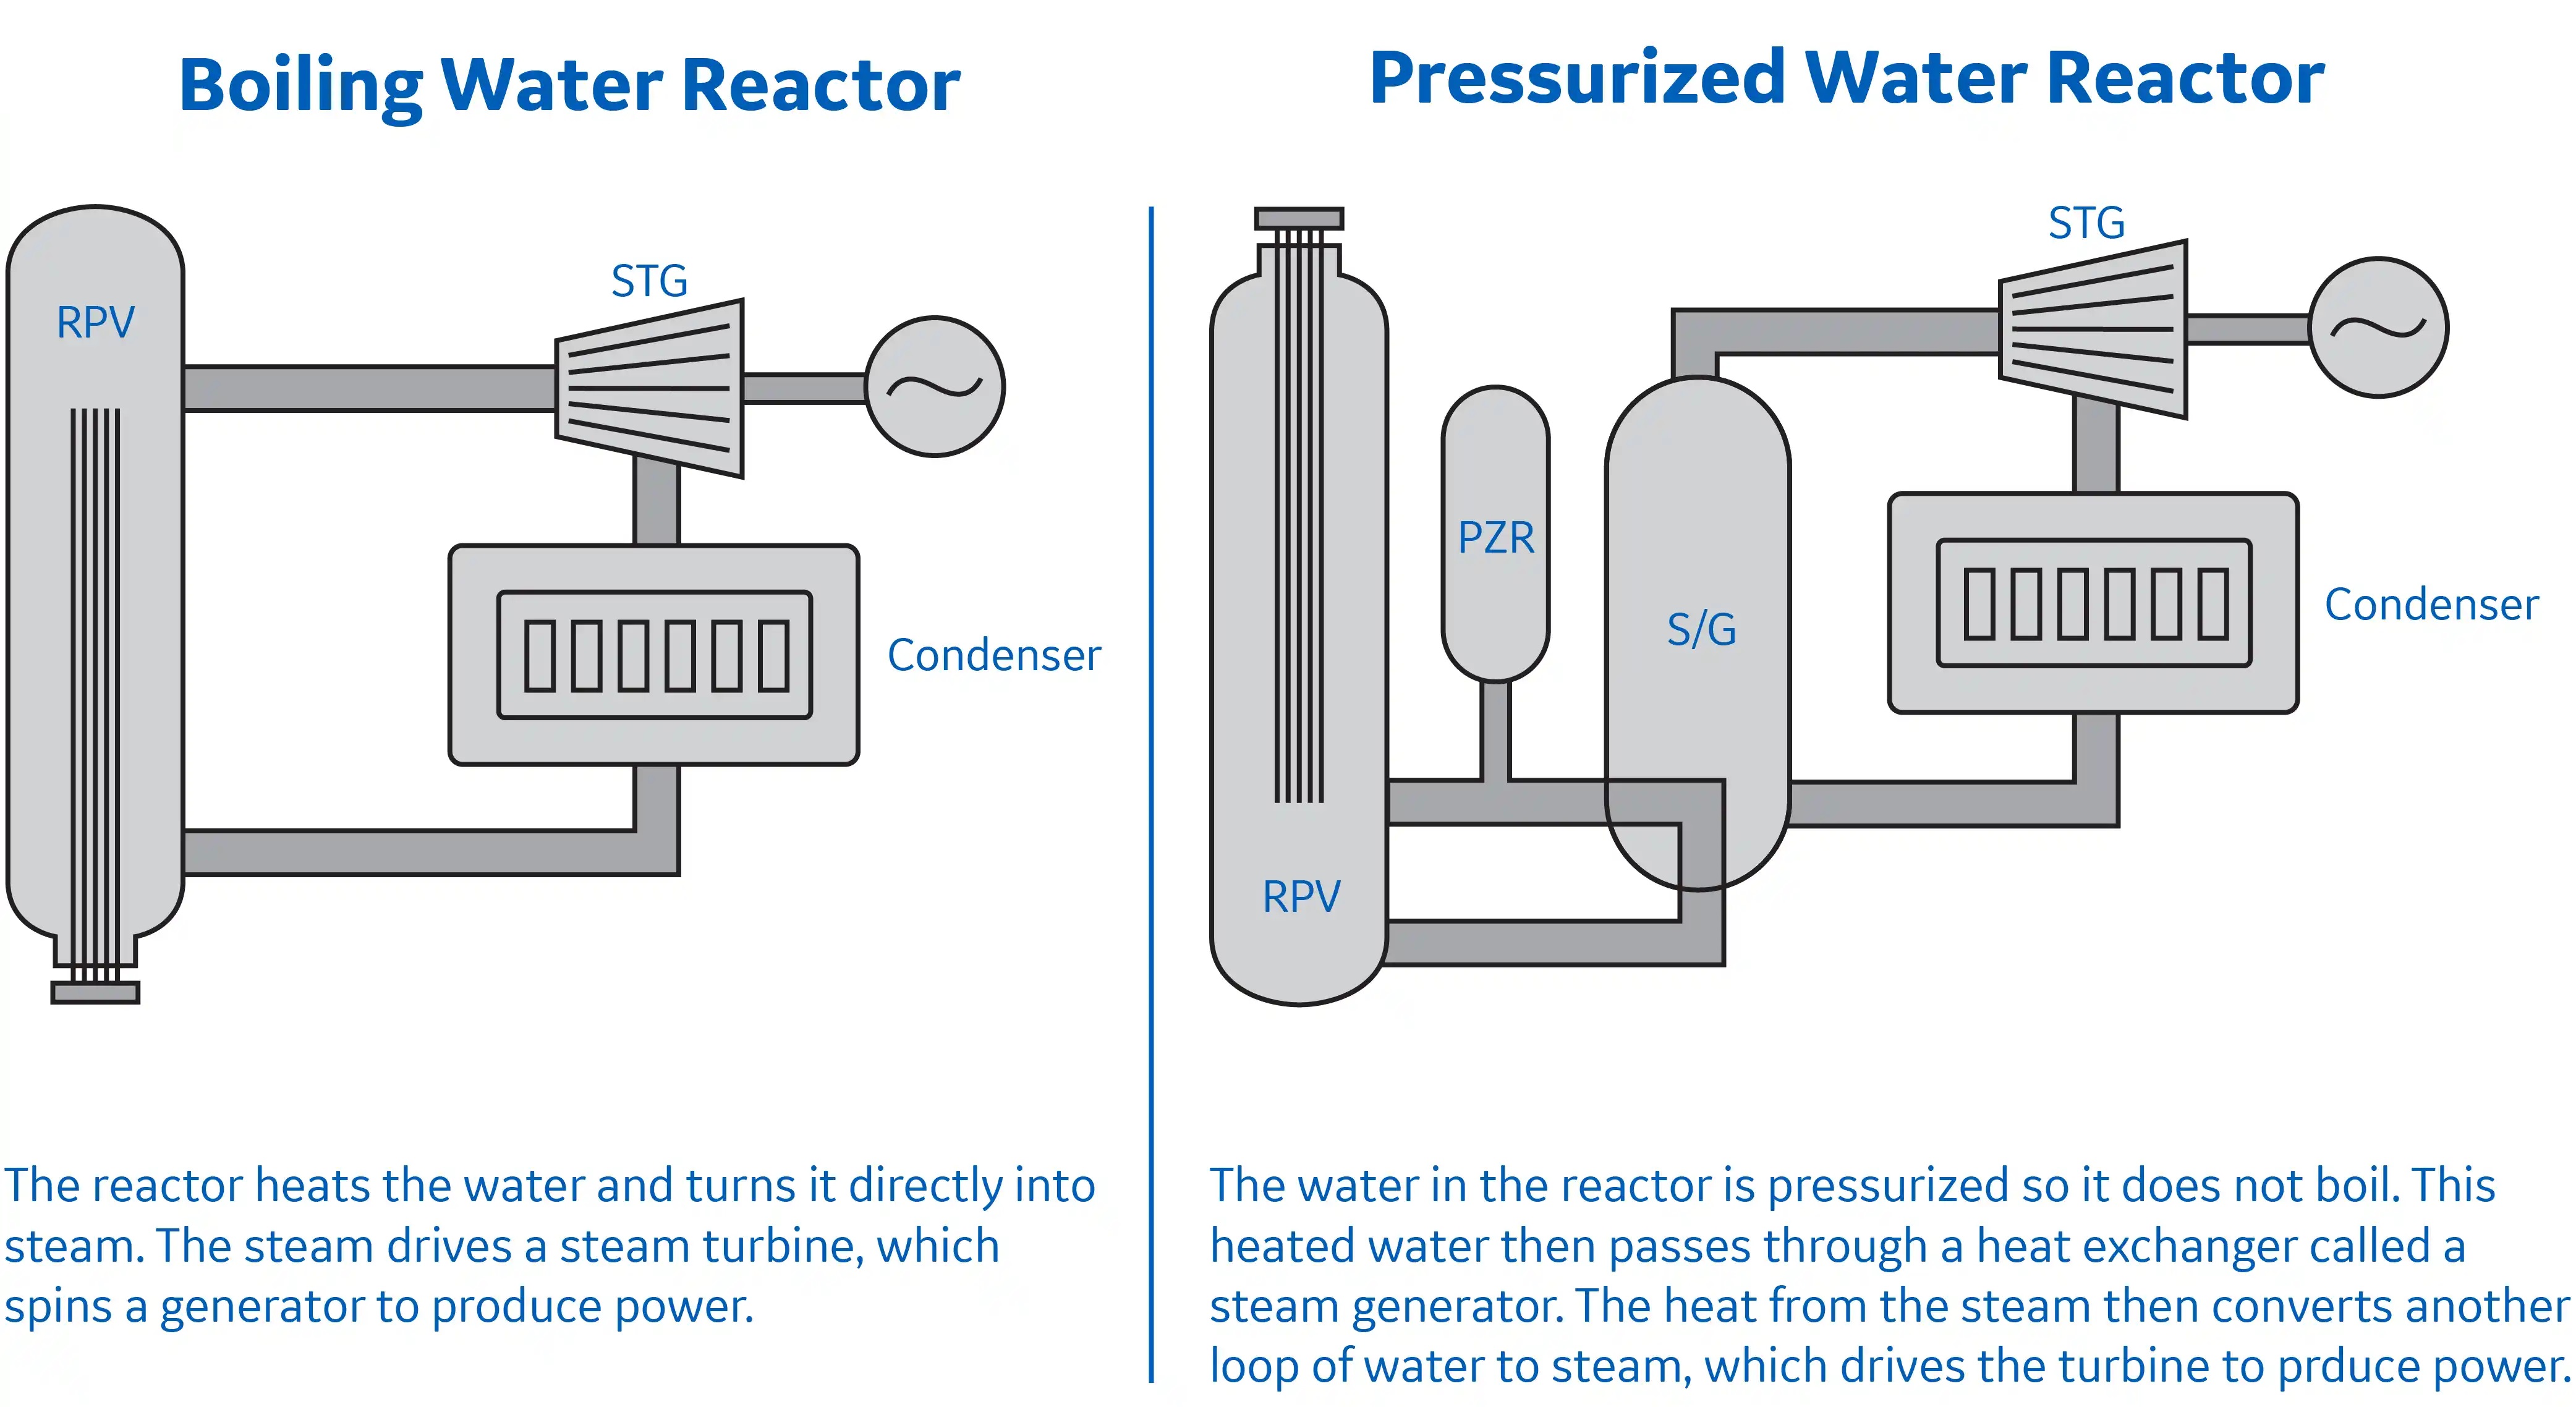 Boiling Water Reactor
RPV
STG
Condenser
The reactor heats the water and turns it directly into
steam. The steam drives a steam turbine, which
spins a generator to produce power.
Pressurized Water Reactor
STG
PZR
S/G
Condenser
RPV
The water in the reactor is pressurized so it does not boil. This
heated water then passes through a heat exchanger called a
steam generator. The heat from the steam then converts another
loop of water to steam, which drives the turbine to prduce power.